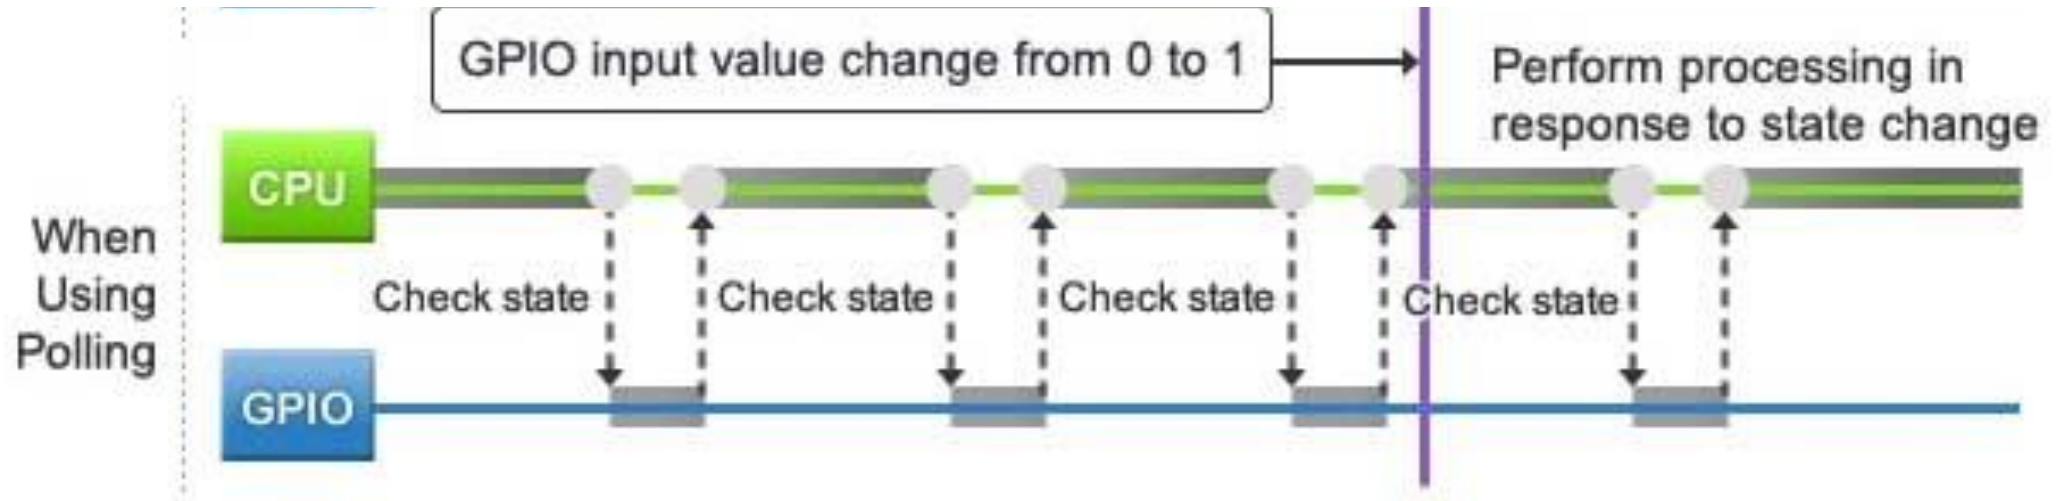 GPIO input value change from 0 to 1
Perform processing in
response to state change
CPU
When
Using
Polling
Check state
Check state
Check state
Check state
GPIO